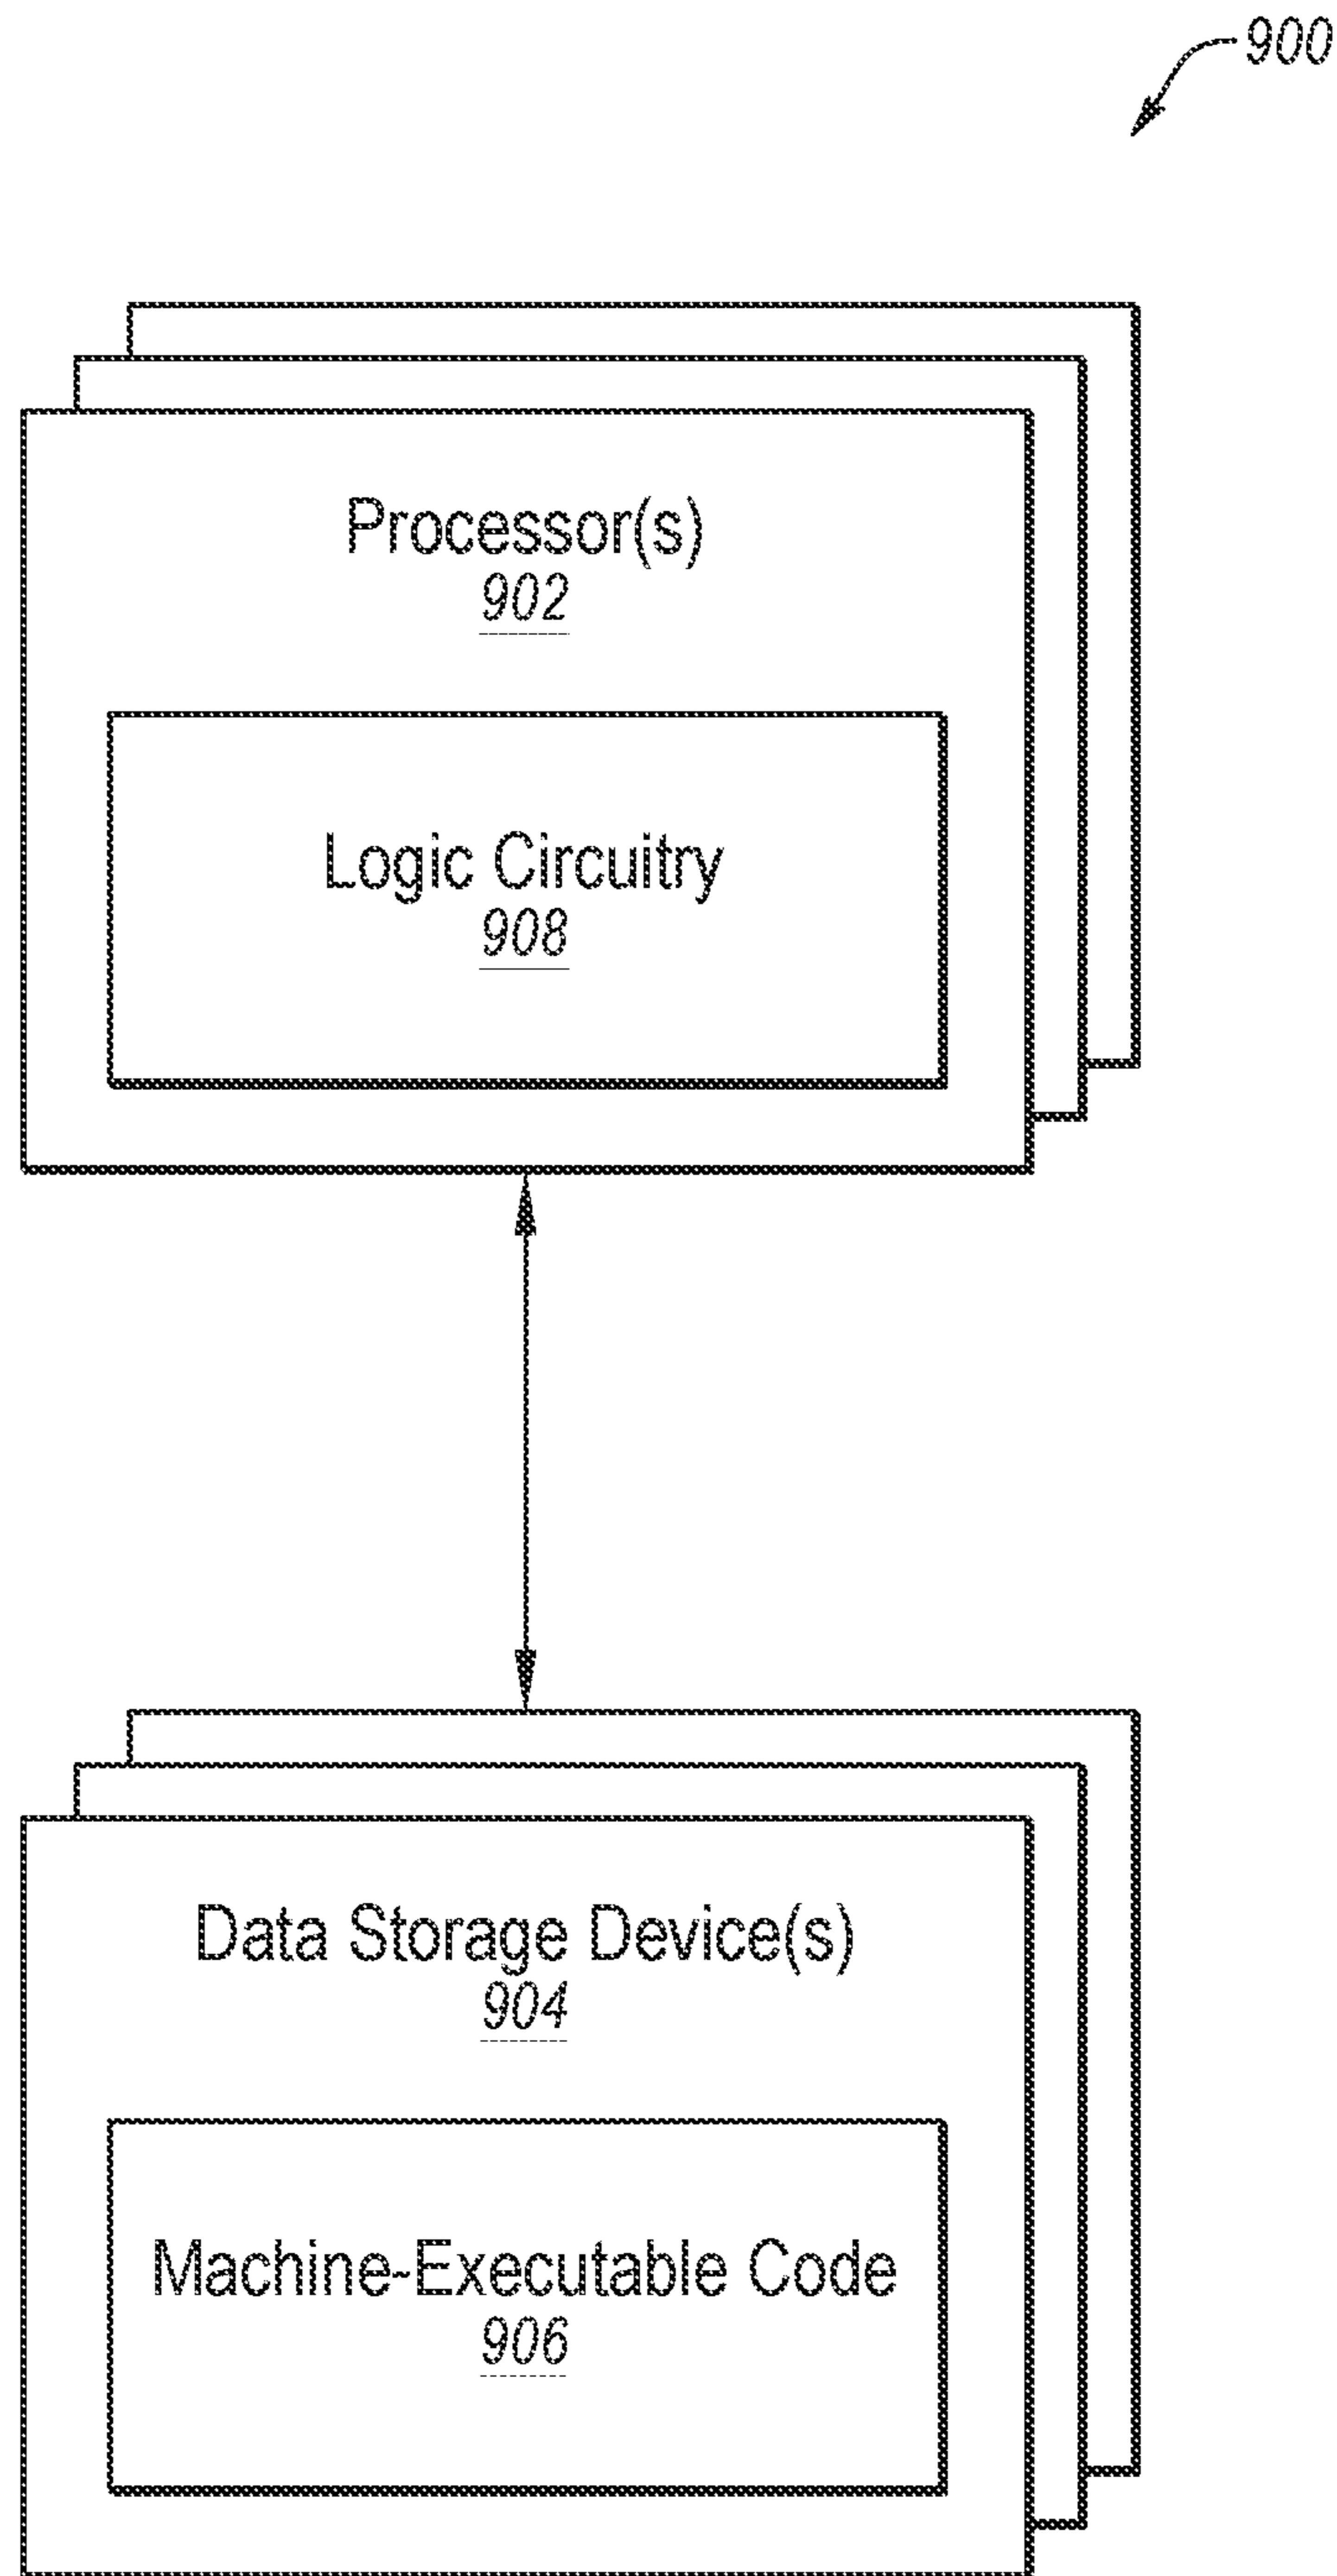 900
Processor(s)
902
Logic Circuitry
908
Data Storage Device(s)
904
Machine-Executable Code
906